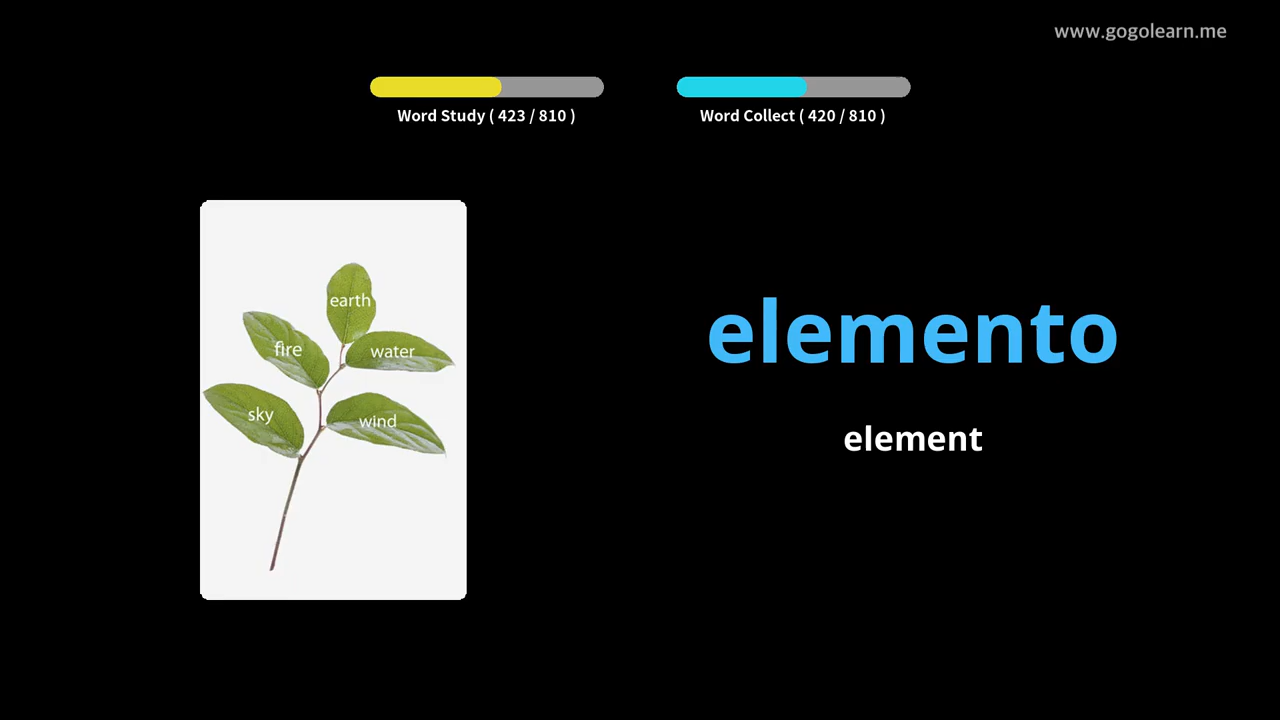 www.gogolearn.me
Word Study ( 423 / 810 )
Word Collect ( 420 / 810 )
earth
fire
water
sky
wind
elemento
element